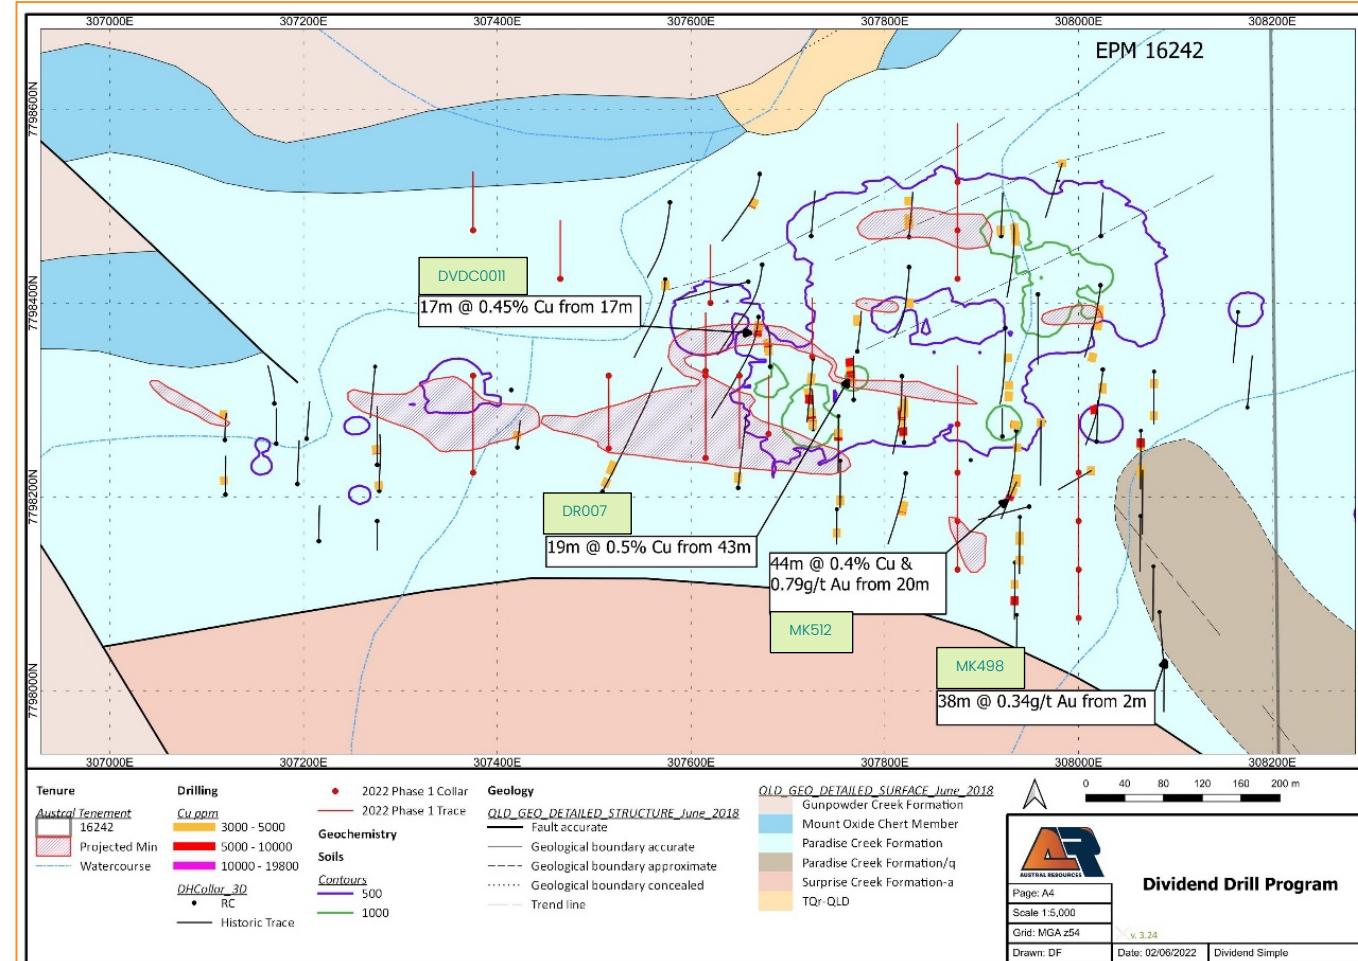 307000E 307200E 307400E 307600E 307800E 308000E 308200E
EPM 16242
7798600N
7798400N
7798200N
7798000N
DVDC0011
17m @ 0.45% Cu from 17m
DR007
19m @ 0.5% Cu from 43m
44m @ 0.4% Cu &
0.79g/t Au from 20m
MK512
MK498
38m @ 0.34g/t Au from 2m
307000E 307200E 307400E 307600E 307800E 308000E 308200E
Tenure
Austral Tenement
16242
Projected Min
Watercourse
Drilling
Cu ppm
3000 - 5000
5000 - 10000
10000 - 19800
DHCollar_3D
RC
Historic Trace
2022 Phase 1 Collar
2022 Phase 1 Trace
Geochemistry
Soils
Contours
500
1000
Geology
QLD_GEO_DETAILED_STRUCTURE_June_2018
Fault accurate
Geological boundary accurate
Geological boundary approximate
Geological boundary concealed
Trend line
QLD_GEO_DETAILED_SURFACE_June_2018
Gunpowder Creek Formation
Mount Oxide Chert Member
Paradise Creek Formation
Paradise Creek Formation/q
Surprise Creek Formation-a
TQr-QLD
0 40 80 120 160 200 m
AR
AUSTRAL RESOURCES
Dividend Drill Program
Page: A4
Scale 1:5,000
Grid: MGA z54
v. 3.24
Drawn: DF
Date: 02/06/2022
Dividend Simple